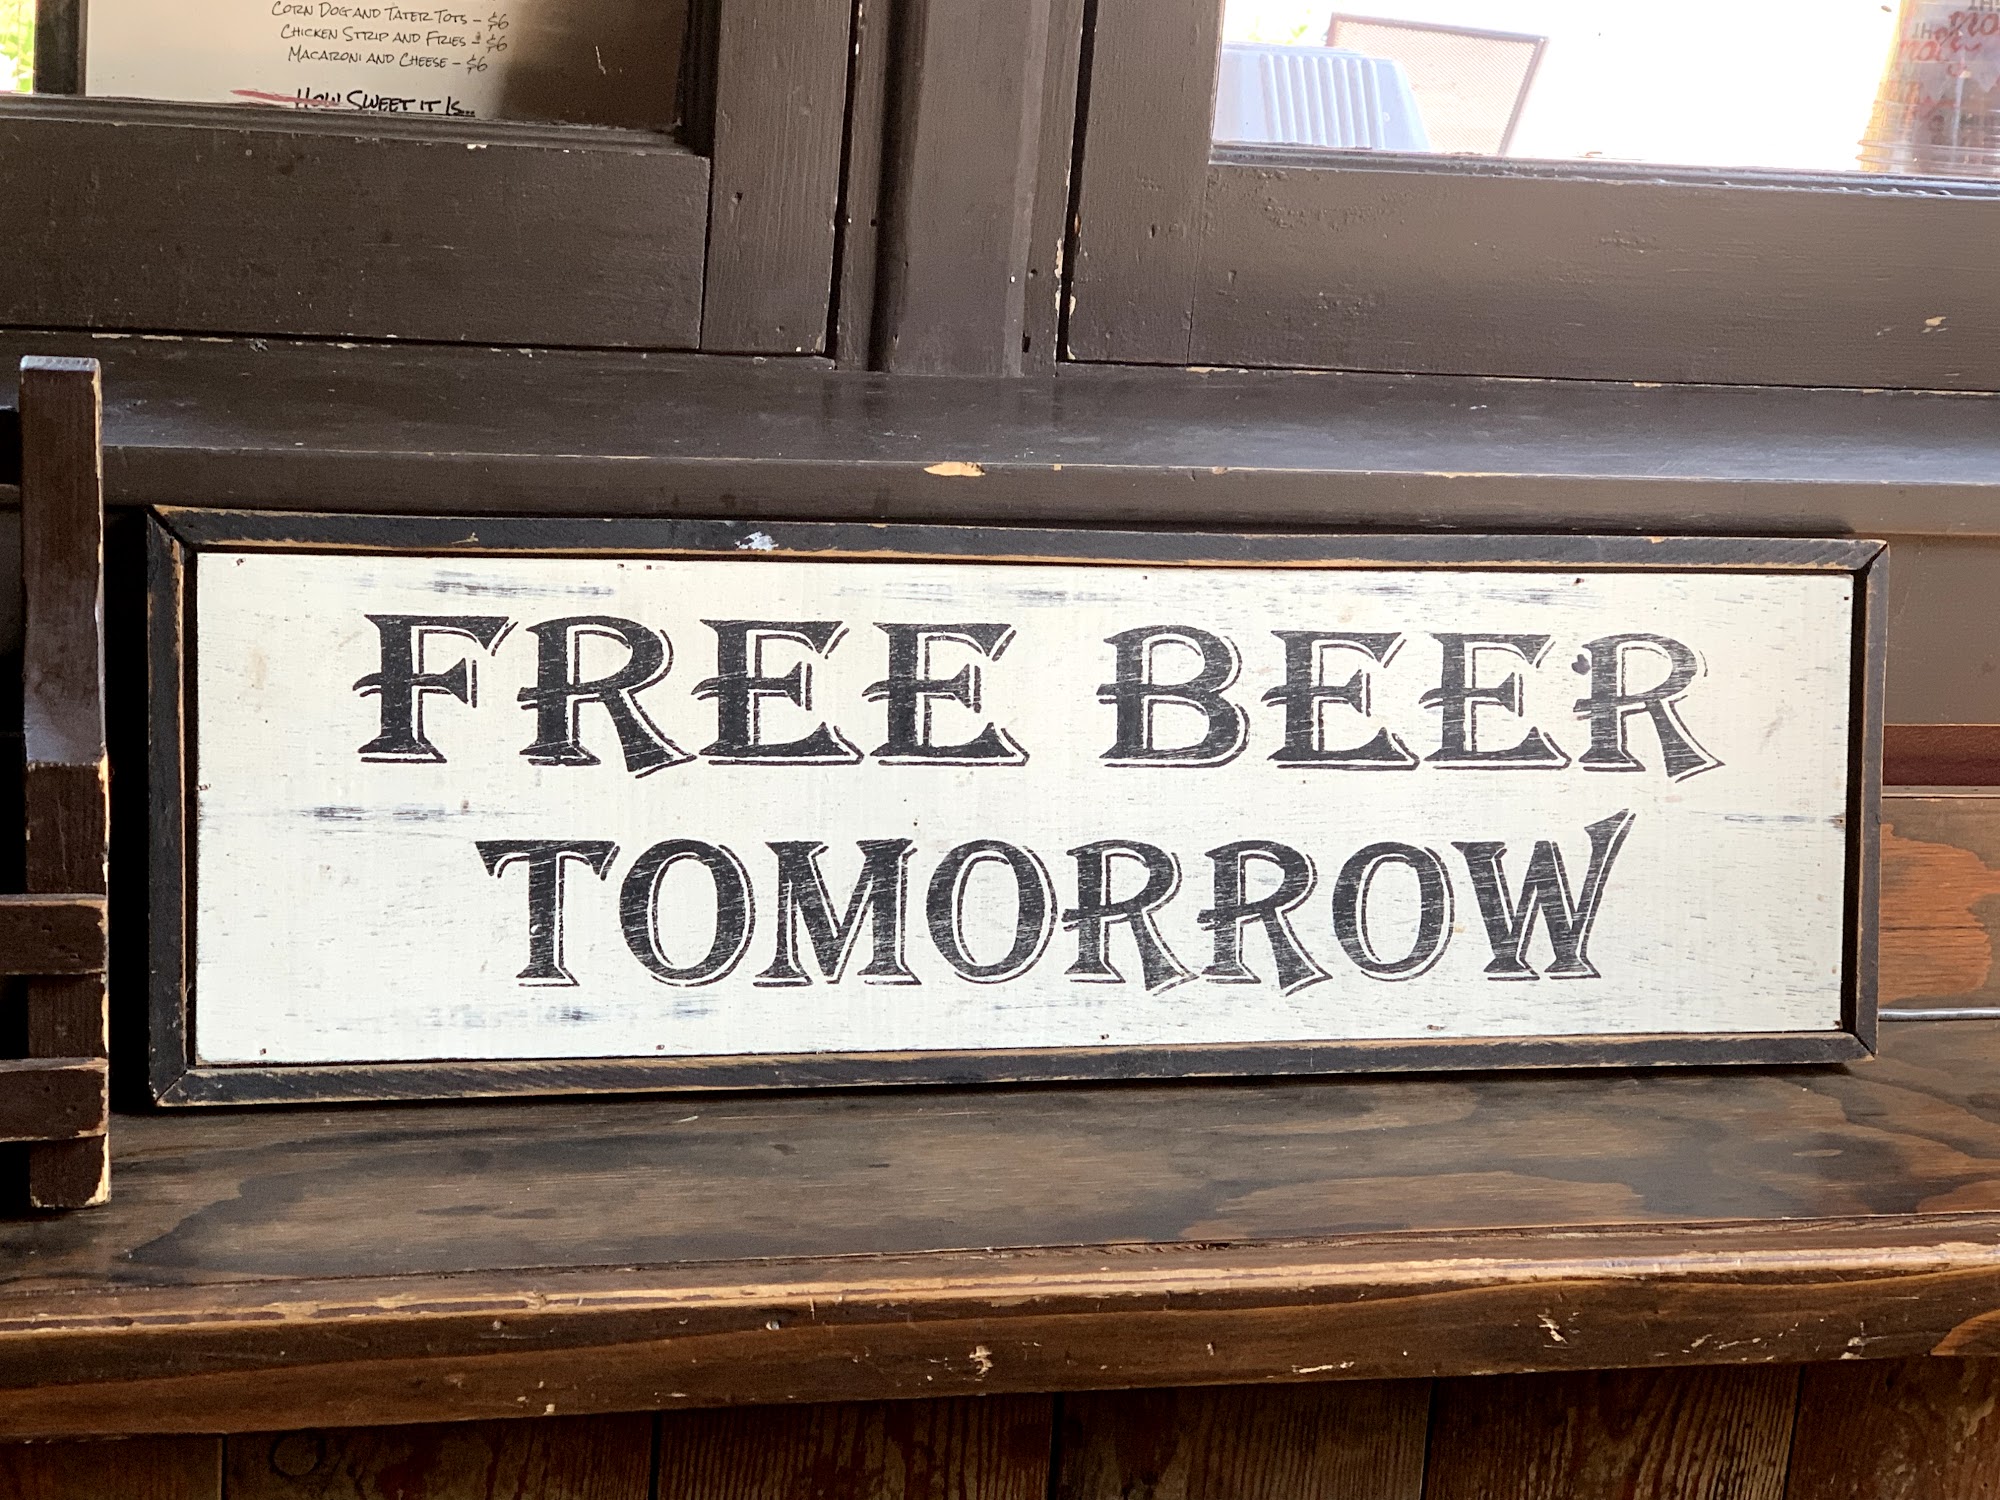 Corn Dog and Tater Tots - $6
Chicken Strip and Fries - $6
Macaroni and Cheese - $6
How Sweet it Is...
FREE BEER
TOMORROW